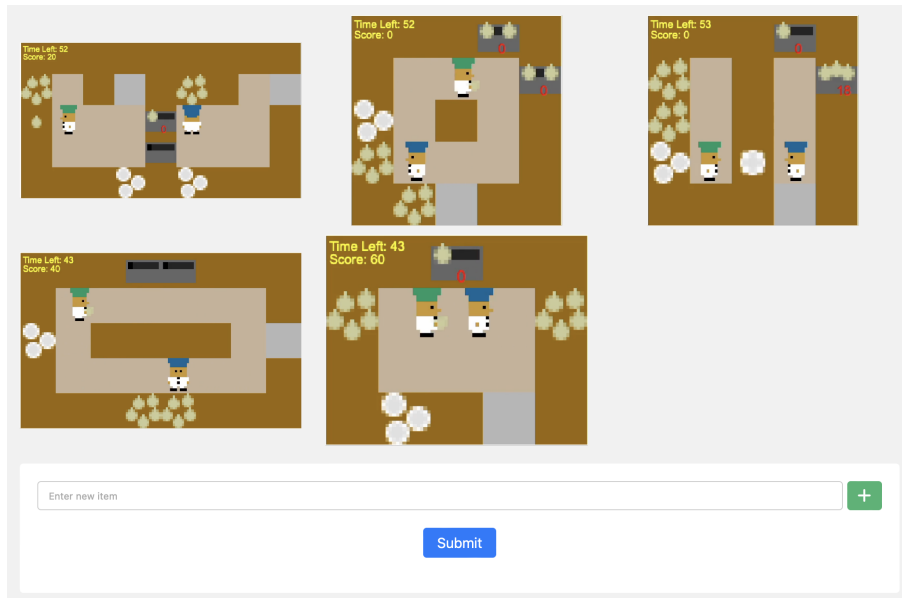 Time Left: 52
Score: 20
0
Time Left: 52
Score: 0
0
0
Time Left: 53
Score: 0
0
18
Time Left: 43
Score: 40
Time Left: 43
Score: 60
0
Enter new item
+
Submit